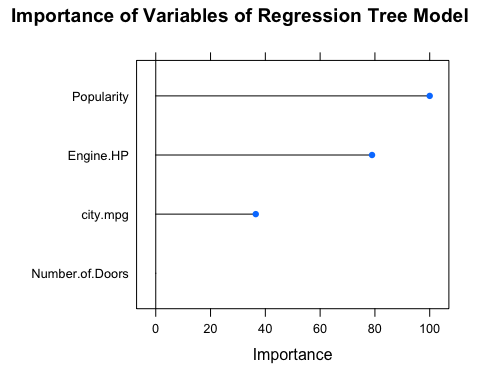 Importance of Variables of Regression Tree Model
Popularity
Engine.HP
city.mpg
Number.of.Doors
0 20 40 60 80 100
Importance